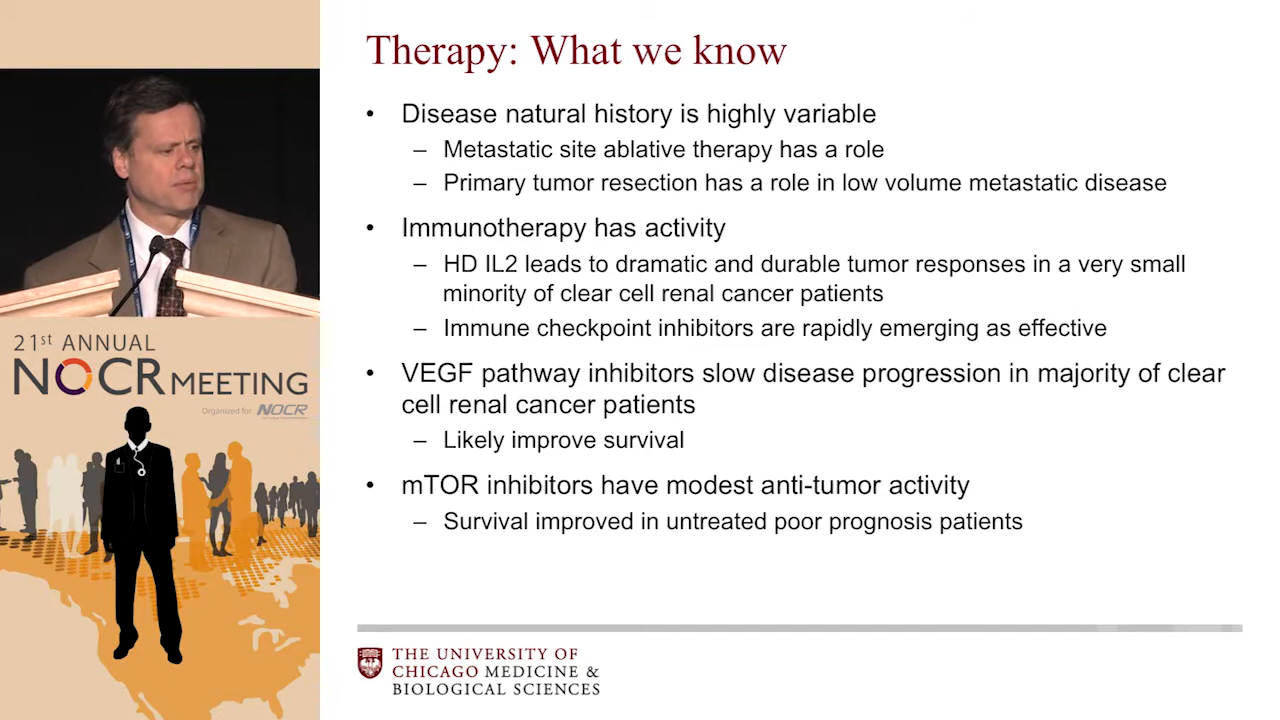 Therapy: What we know
• Disease natural history is highly variable
– Metastatic site ablative therapy has a role
– Primary tumor resection has a role in low volume metastatic disease
• Immunotherapy has activity
– HD IL2 leads to dramatic and durable tumor responses in a very small
minority of clear cell renal cancer patients
– Immune checkpoint inhibitors are rapidly emerging as effective
• VEGF pathway inhibitors slow disease progression in majority of clear
cell renal cancer patients
– Likely improve survival
• mTOR inhibitors have modest anti-tumor activity
– Survival improved in untreated poor prognosis patients
21st ANNUAL
NOCR MEETING
Organized for NOCR
THE UNIVERSITY OF
CHICAGO MEDICINE &
BIOLOGICAL SCIENCES